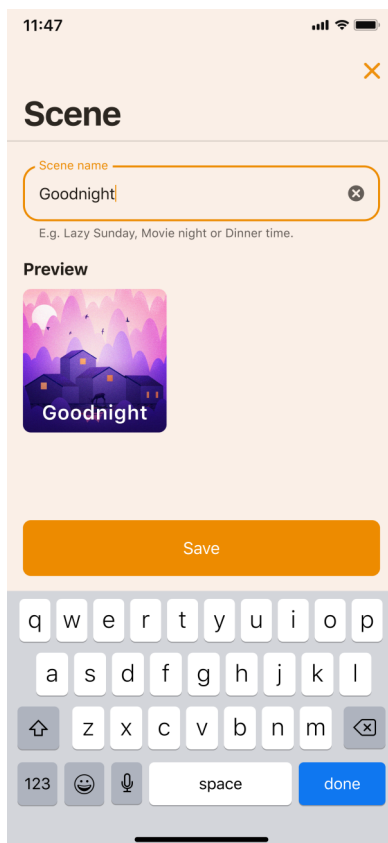 11:47
Scene
Scene name
Goodnight
E.g. Lazy Sunday, Movie night or Dinner time.
Preview
Goodnight
Save
q w e r t y u i o p
a s d f g h j k l
z x c v b n m
123 space done